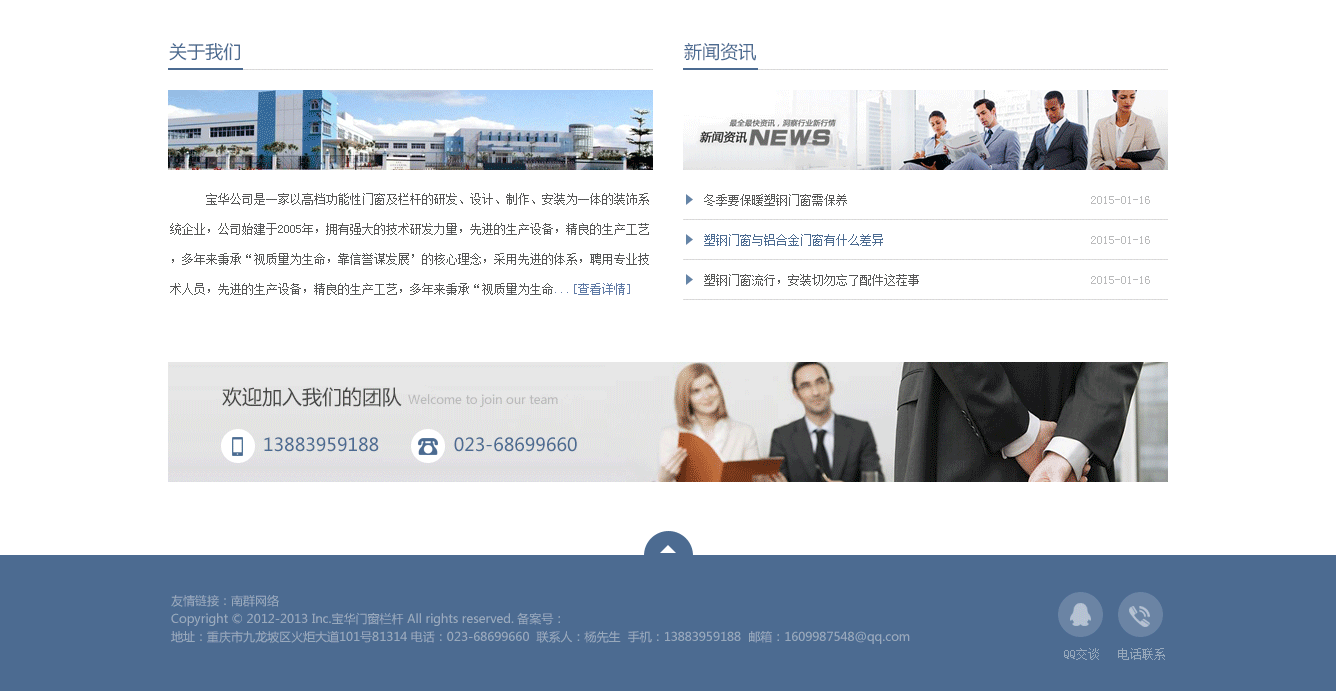 关于我们
宝华公司是一家以高档功能性门窗及栏杆的研发、设计、制作、安装为一体的装饰系
统企业，公司始建于2005年，拥有强大的技术研发力量，先进的生产设备，精良的生产工艺
，多年来秉承“视质量为生命，靠信誉谋发展’的核心理念，采用先进的体系，聘用专业技
术人员，先进的生产设备，精良的生产工艺，多年来秉承“视质量为生命... [查看详情]
新闻资讯
最全最快资讯，洞察行业新行情
新闻资讯NEWS
冬季要保暖塑钢门窗需保养 2015-01-16
塑钢门窗与铝合金门窗有什么差异 2015-01-16
塑钢门窗流行，安装切勿忘了配件这茬事 2015-01-16
欢迎加入我们的团队 Welcome to join our team
13883959188 023-68699660
友情链接：南群网络
Copyright © 2012-2013 Inc.宝华门窗栏杆 All rights reserved. 备案号：
地址：重庆市九龙坡区火炬大道101号81314 电话：023-68699660 联系人：杨先生 手机：13883959188 邮箱：1609987548@qq.com
QQ交谈 电话联系